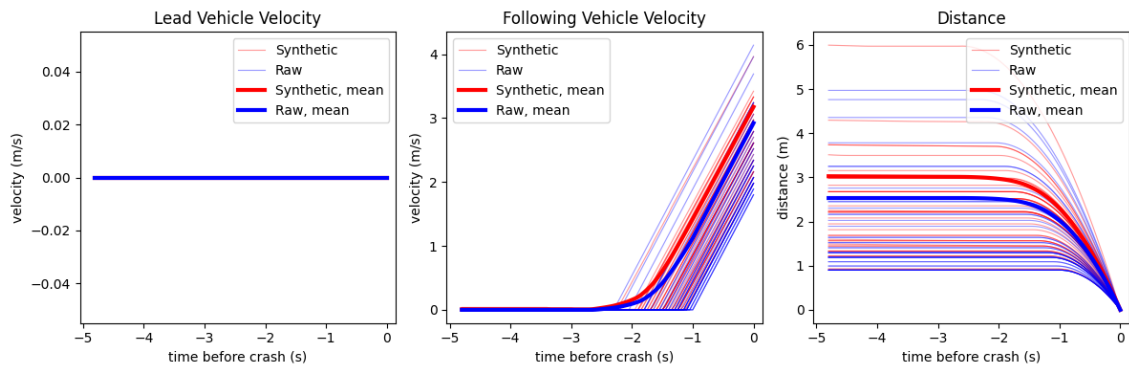 Lead Vehicle Velocity
velocity (m/s)
0.04
0.02
0.00
−0.02
−0.04
Synthetic
Raw
Synthetic, mean
Raw, mean
−5 −4 −3 −2 −1 0
time before crash (s)
Following Vehicle Velocity
velocity (m/s)
4
3
2
1
0
Synthetic
Raw
Synthetic, mean
Raw, mean
−5 −4 −3 −2 −1 0
time before crash (s)
Distance
distance (m)
6
5
4
3
2
1
0
Synthetic
Raw
Synthetic, mean
Raw, mean
−5 −4 −3 −2 −1 0
time before crash (s)